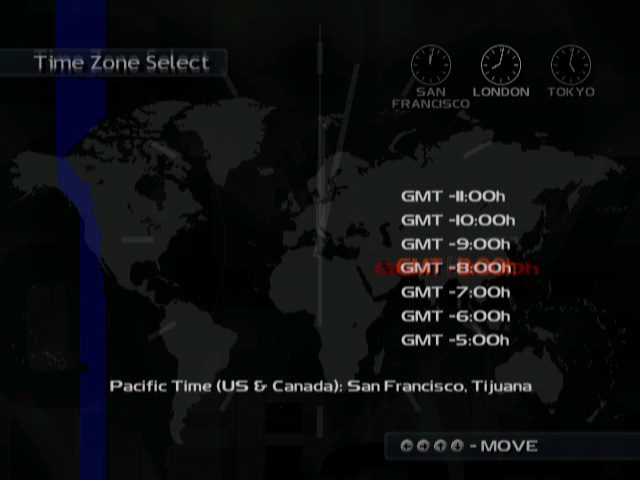 Time Zone Select
SAN FRANCISCO
LONDON
TOKYO
GMT -11:00h
GMT -10:00h
GMT -9:00h
GMT -8:00h
GMT -7:00h
GMT -6:00h
GMT -5:00h
Pacific Time (US & Canada): San Francisco, Tijuana
- MOVE